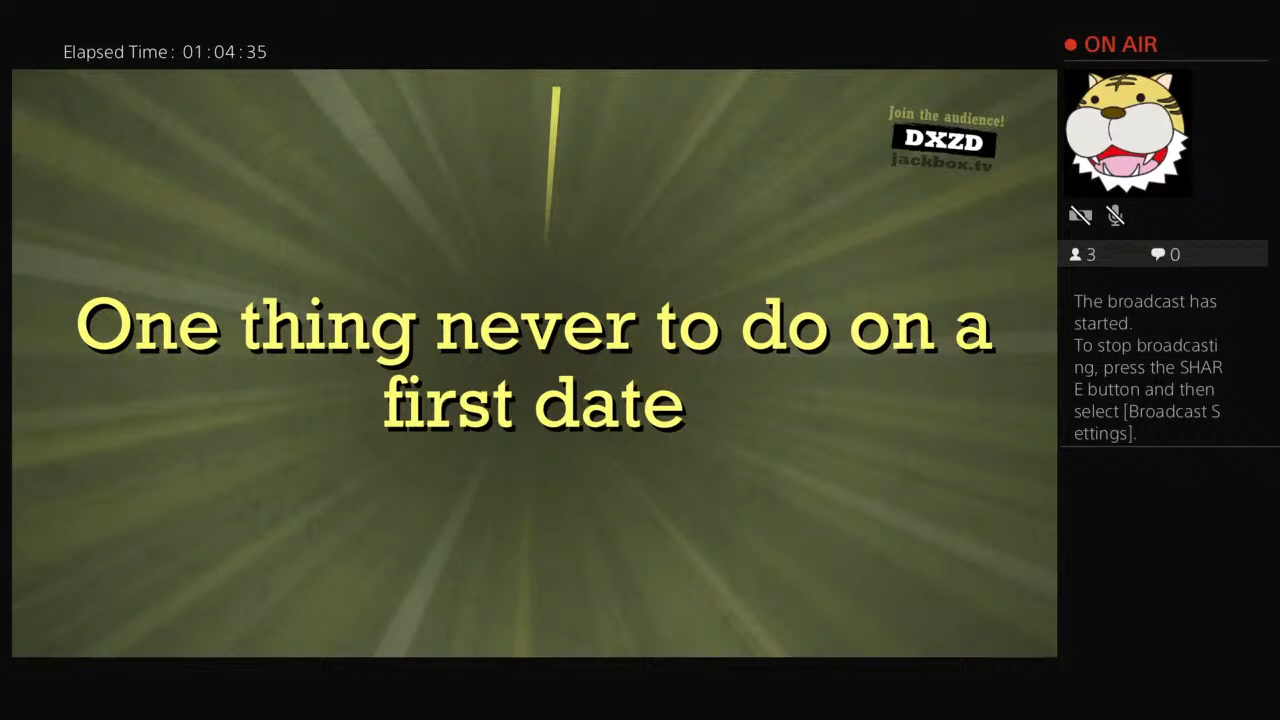 Elapsed Time: 01:04:35
ON AIR
Join the audience!
DXZD
jackbox.tv
3
0
One thing never to do on a
first date
The broadcast has
started.
To stop broadcasti
ng, press the SHAR
E button and then
select [Broadcast S
ettings].